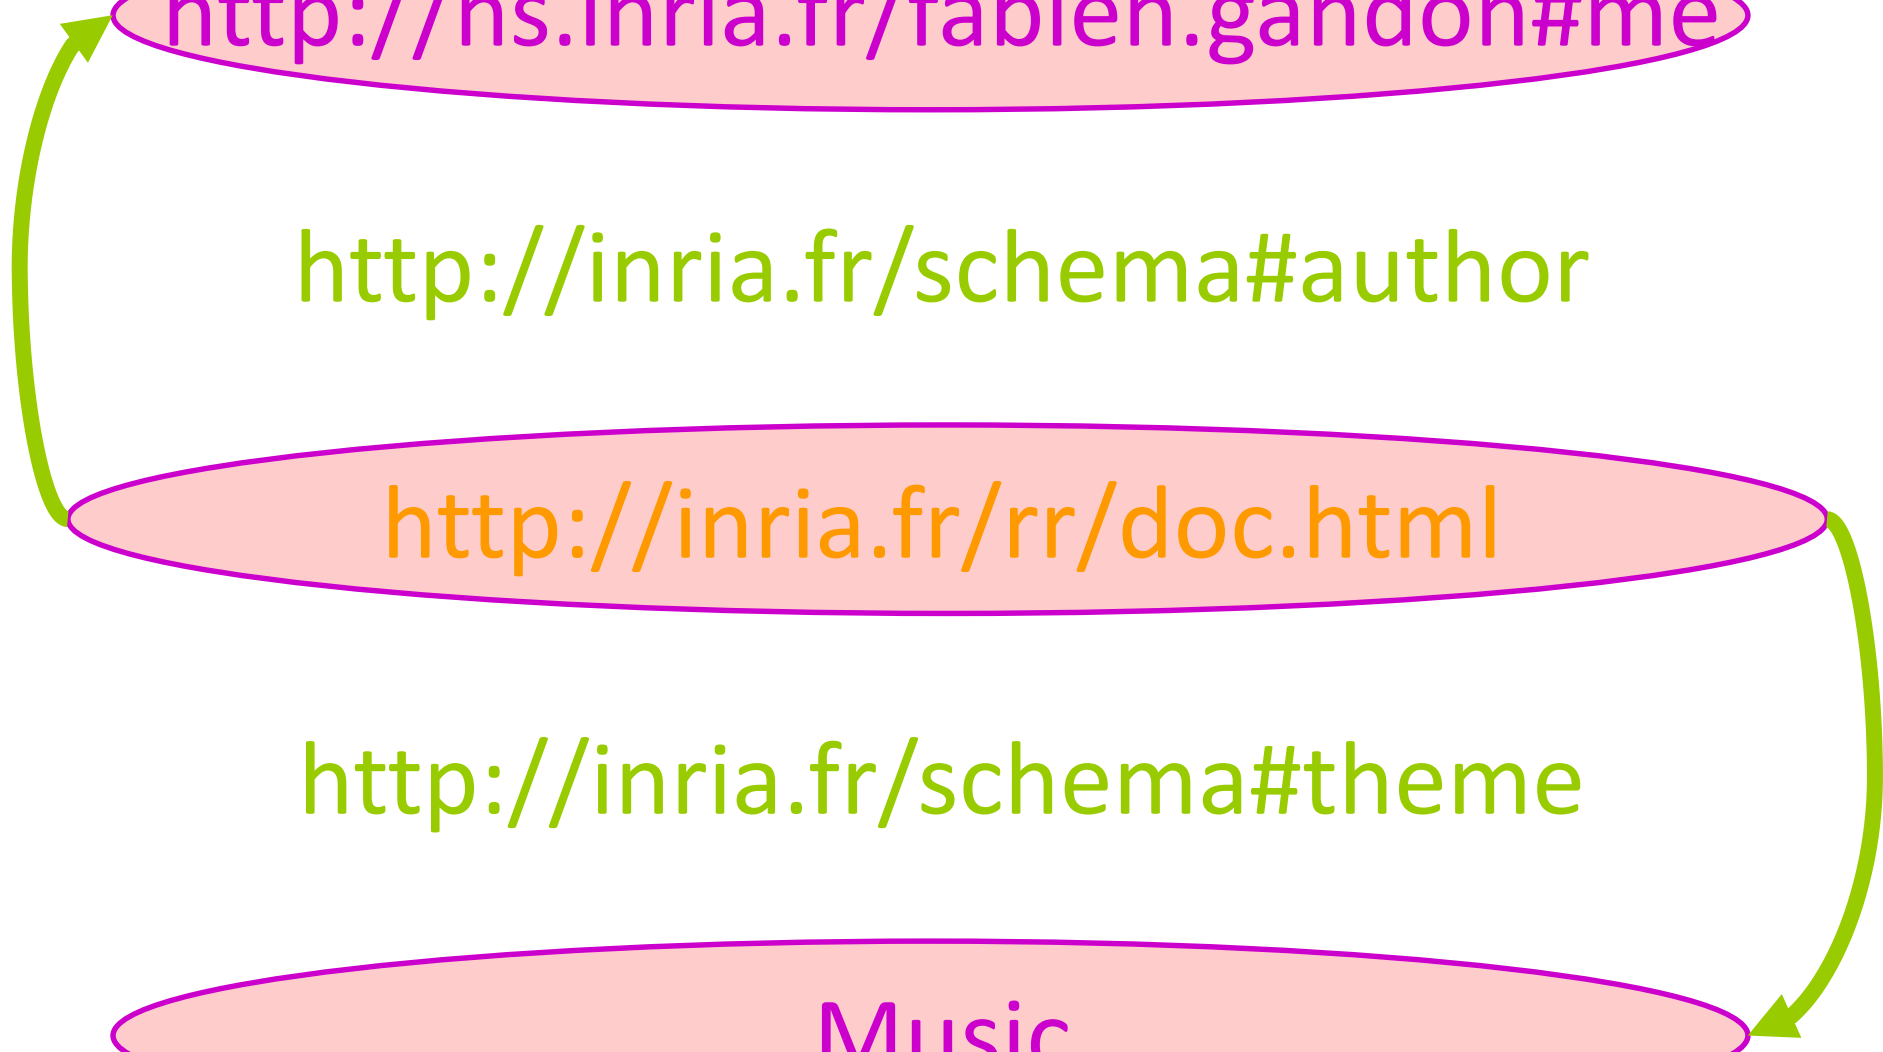 http://ns.inria.fr/fabien.gandon#me
http://inria.fr/schema#author
http://inria.fr/rr/doc.html
http://inria.fr/schema#theme
Music